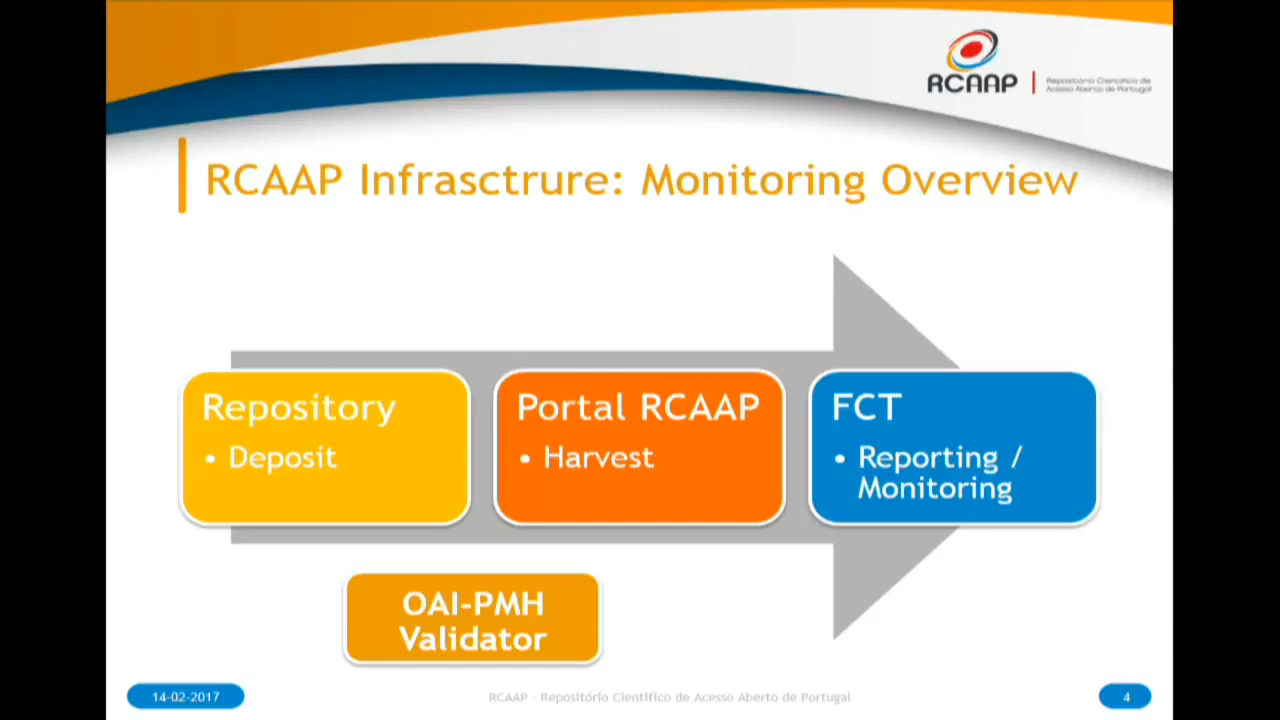 RCAAP
Repositório Científico de
Acesso Aberto de Portugal
RCAAP Infrasctrure: Monitoring Overview
Repository
• Deposit
Portal RCAAP
• Harvest
FCT
• Reporting /
Monitoring
OAI-PMH
Validator
14-02-2017
RCAAP - Repositório Científico de Acesso Aberto de Portugal
4